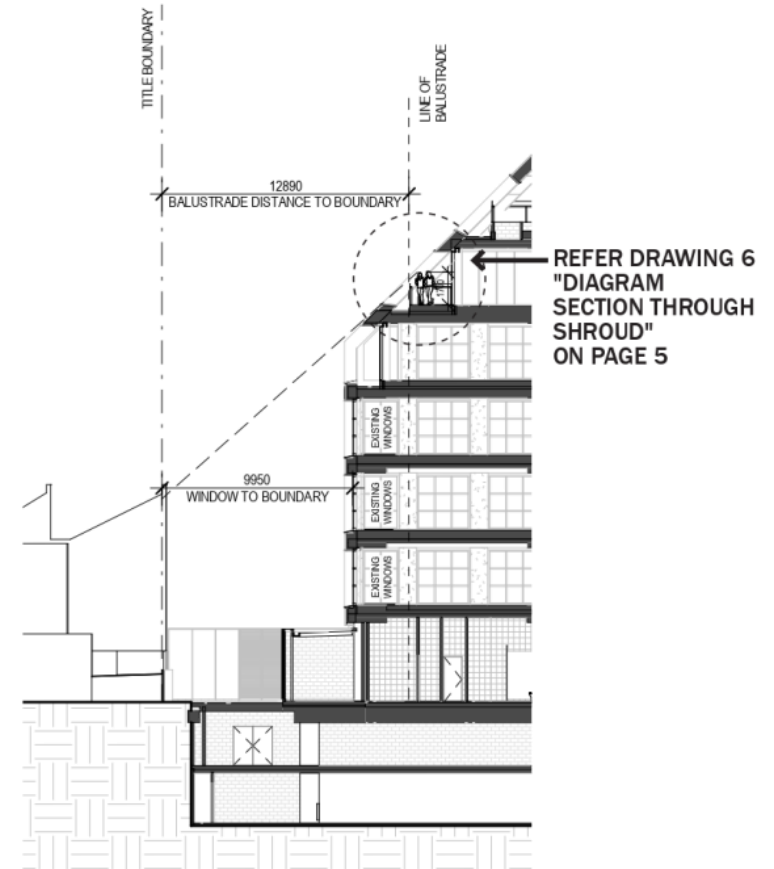 TITLE BOUNDARY
LINE OF
BALUSTRADE
12890
BALUSTRADE DISTANCE TO BOUNDARY
REFER DRAWING 6
"DIAGRAM
SECTION THROUGH
SHROUD"
ON PAGE 5
EXISTING
WINDOWS
9950
WINDOW TO BOUNDARY
EXISTING
WINDOWS
EXISTING
WINDOWS